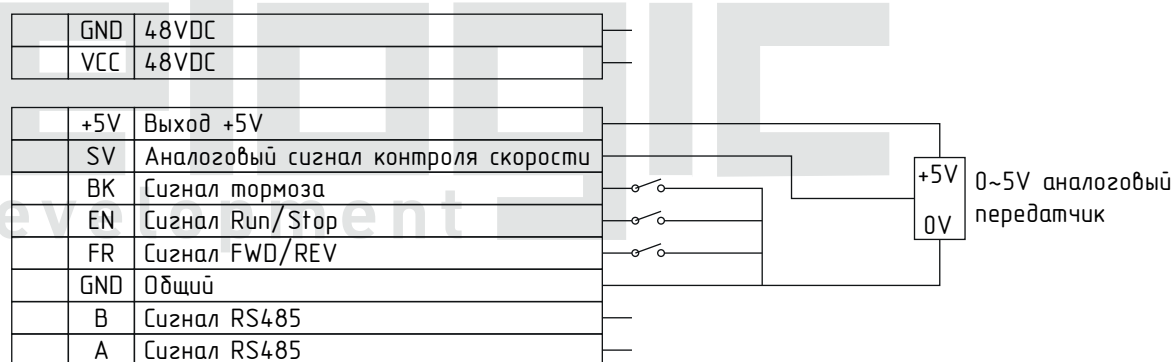 GND 48VDC
VCC 48VDC
+5V Выход +5V
SV Аналоговый сигнал контроля скорости
BK Сигнал тормоза
EN Сигнал Run/Stop
FR Сигнал FWD/REV
GND Общий
B Сигнал RS485
A Сигнал RS485
+5V
0V
0~5V аналоговый
передатчик
evelopment